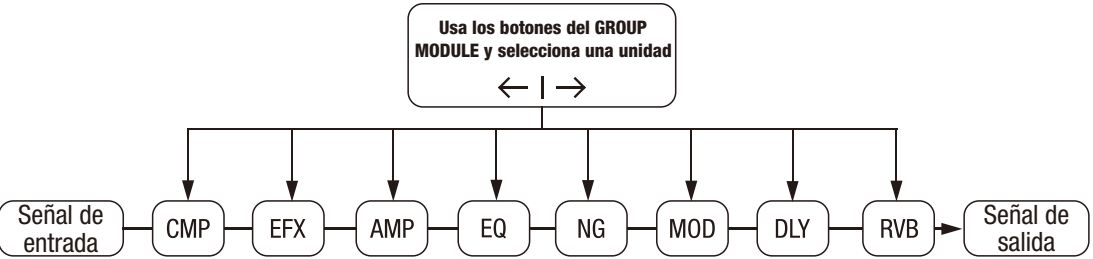 Usa los botones del GROUP
MODULE y selecciona una unidad
Señal de
entrada
CMP
EFX
AMP
EQ
NG
MOD
DLY
RVB
Señal de
salida